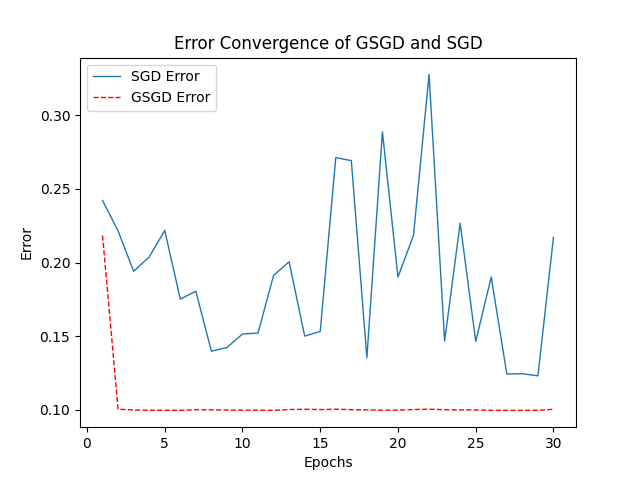 Error Convergence of GSGD and SGD
SGD Error
GSGD Error
Error
0.30
0.25
0.20
0.15
0.10
0 5 10 15 20 25 30
Epochs